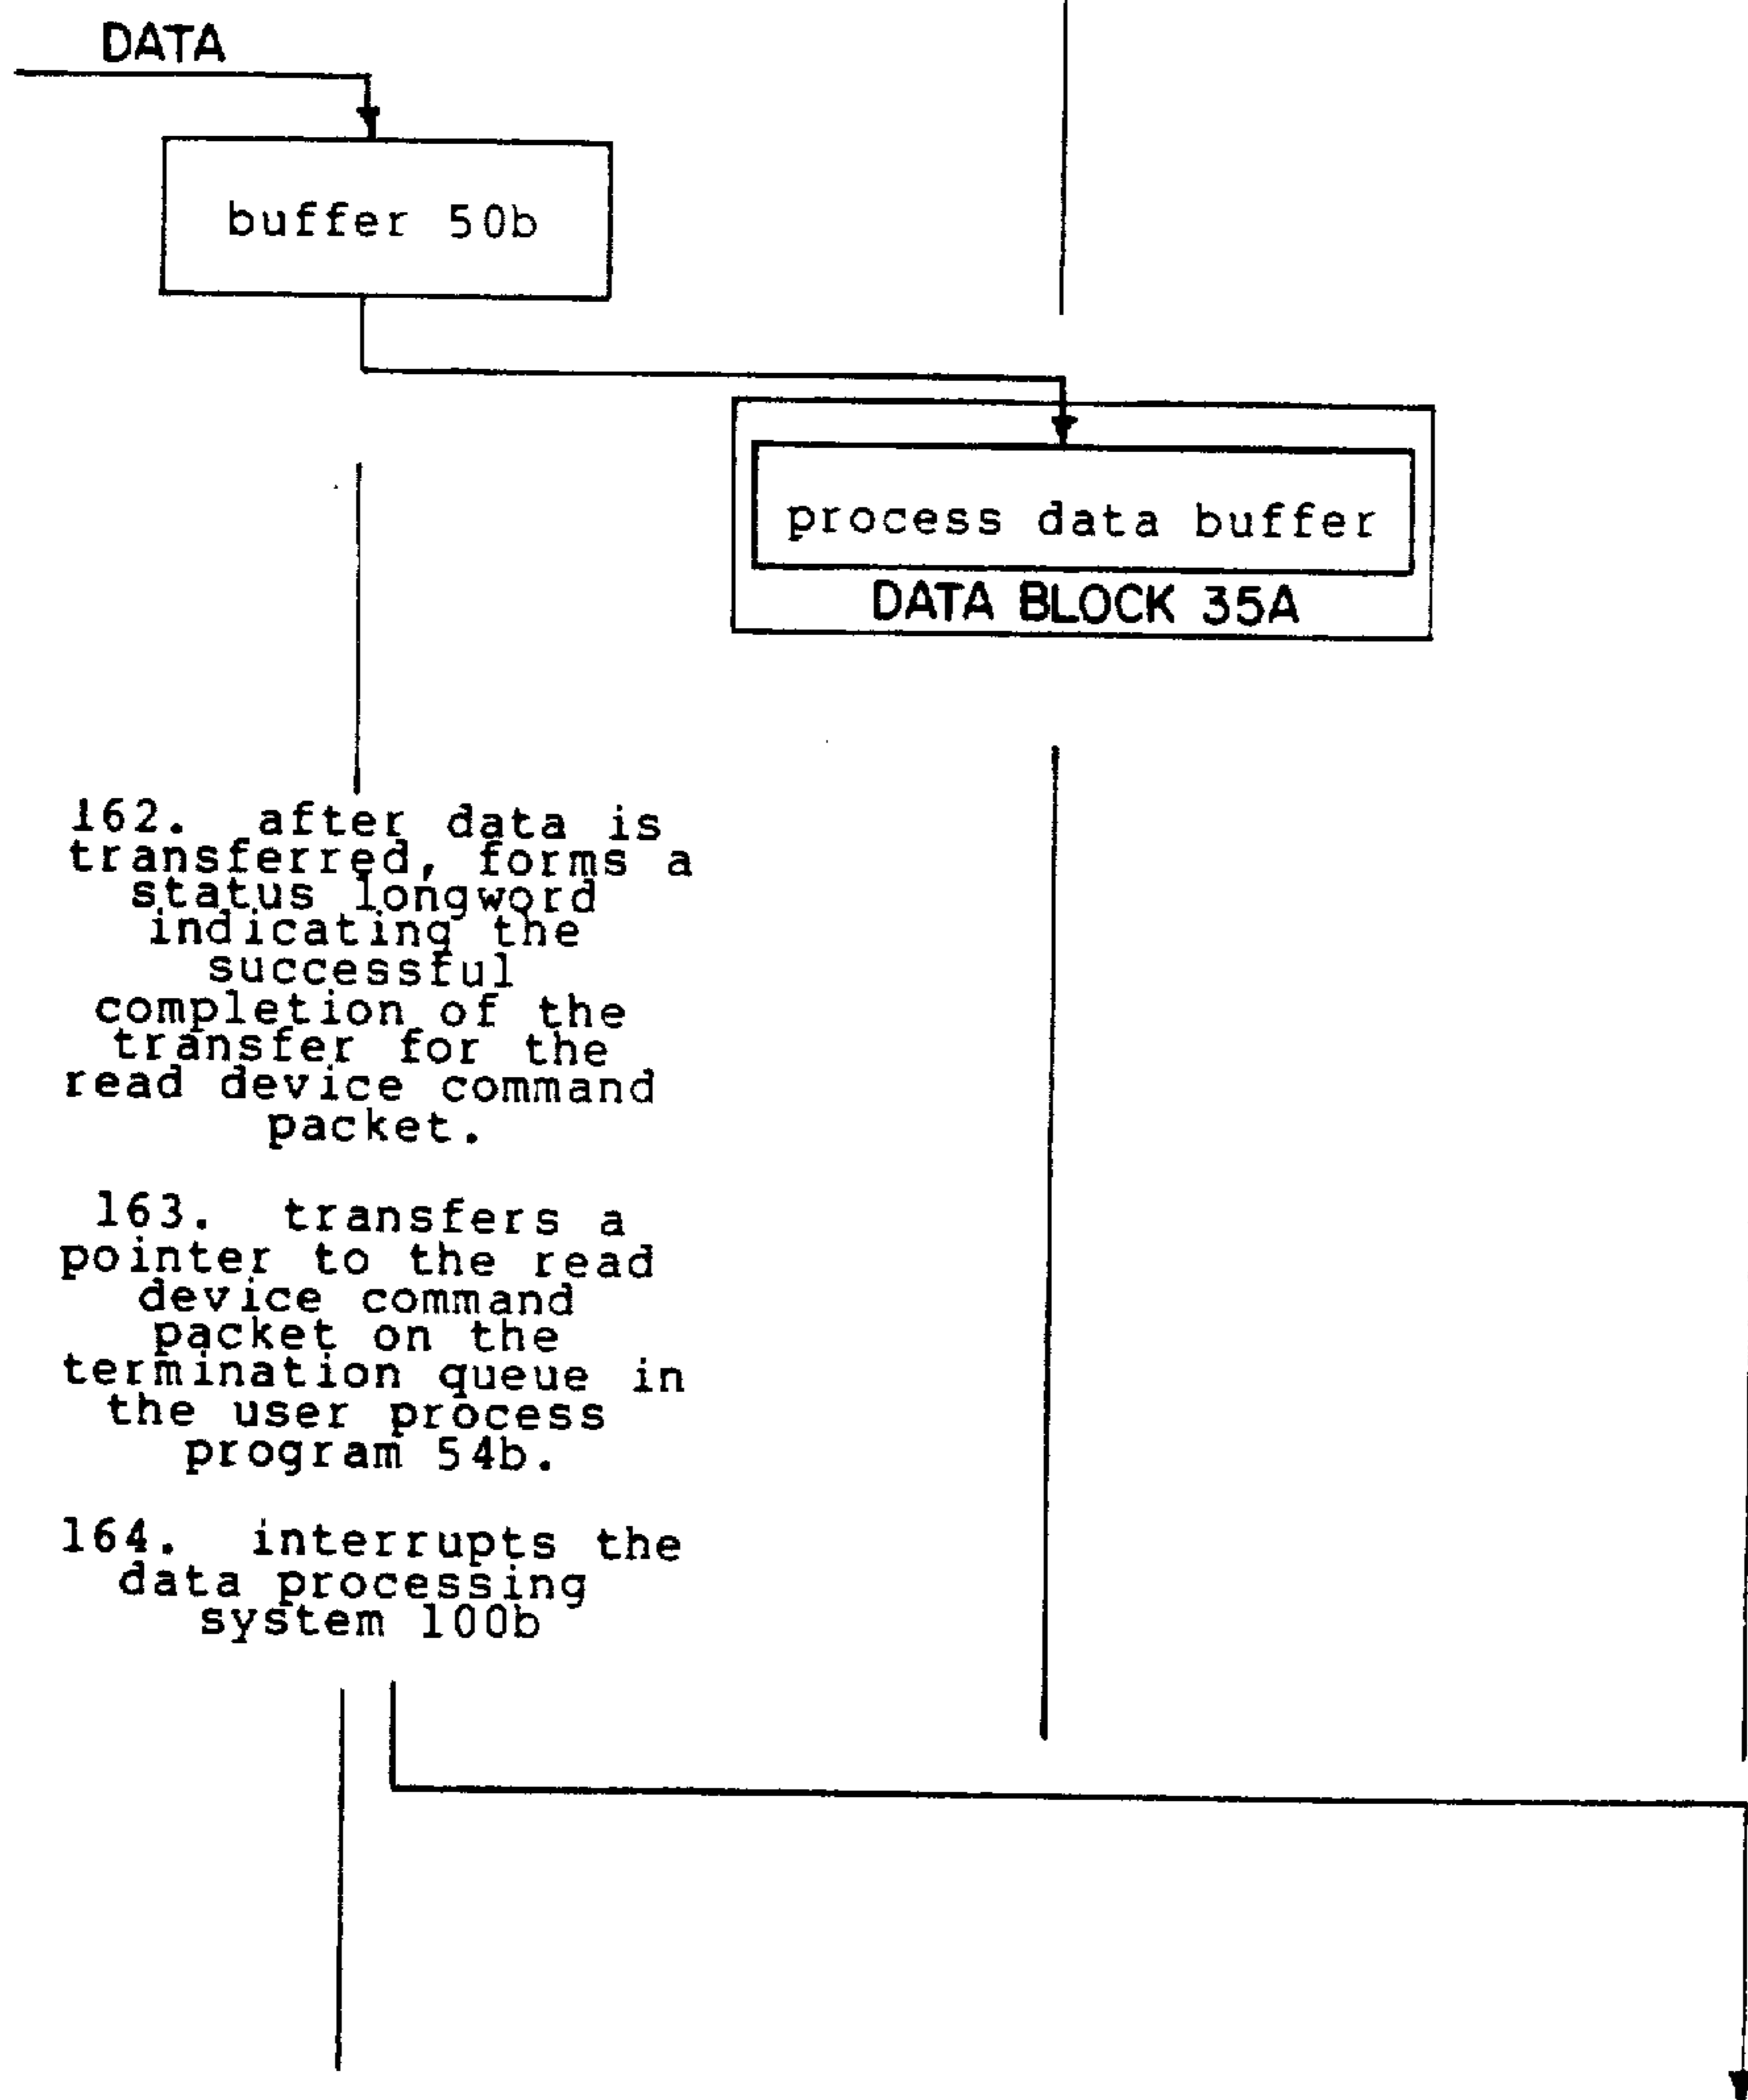 DATA
buffer 50b
process data buffer
DATA BLOCK 35A
162. after data is
transferred, forms a
status longword
indicating the
successful
completion of the
transfer for the
read device command
packet.
163. transfers a
pointer to the read
device command
packet on the
termination queue in
the user process
program 54b.
164. interrupts the
data processing
system 100b